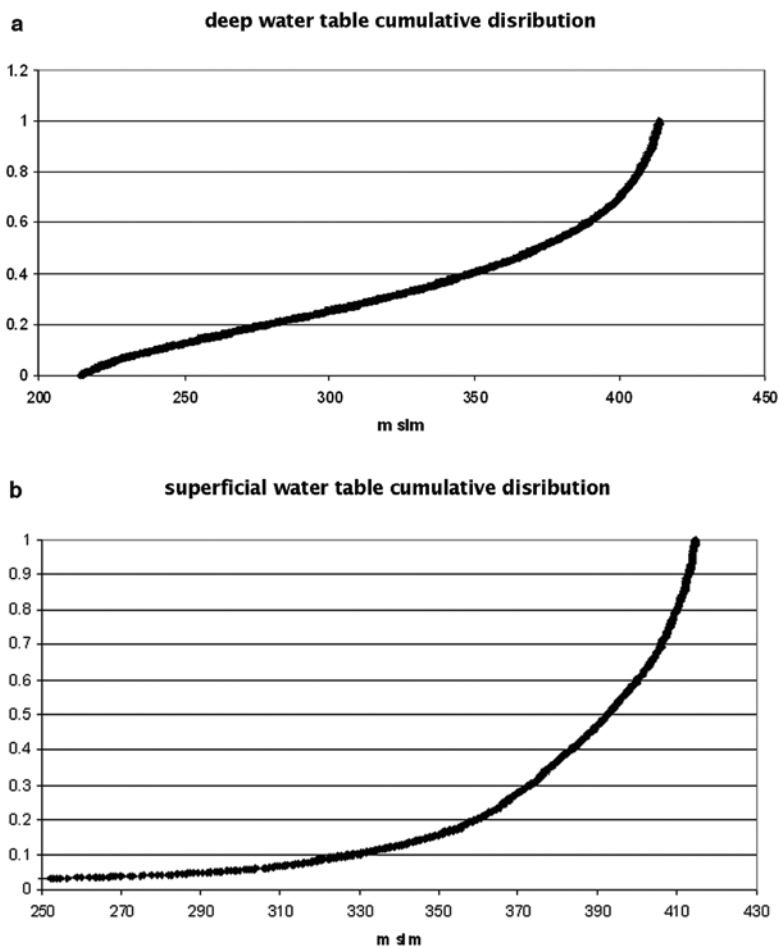 a
deep water table cumulative disribution
1.2
1
0.8
0.6
0.4
0.2
0
200 250 300 350 400 450
m slm
b
superficial water table cumulative disribution
1
0.9
0.8
0.7
0.6
0.5
0.4
0.3
0.2
0.1
0
250 270 290 310 330 350 370 390 410 430
m slm